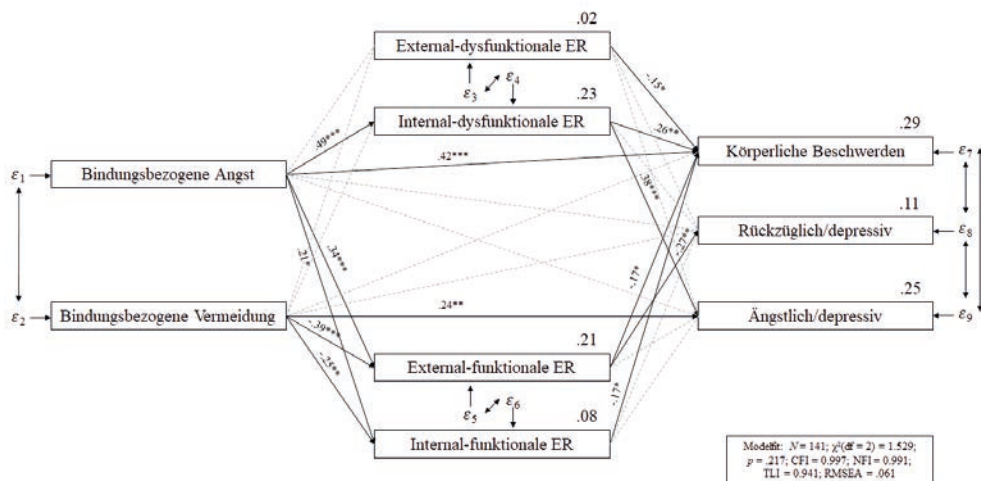 .02
External-dysfunktionale ER
ε3
ε4
.23
Internal-dysfunktionale ER
-.15*
.26**
.29
Körperliche Beschwerden
ε7
.49***
.42***
ε1
Bindungsbezogene Angst
.38***
.11
Rückzüglich/depressiv
ε8
.21*
.34***
-.27**
-.17*
.24**
.25
Ängstlich/depressiv
ε9
ε2
Bindungsbezogene Vermeidung
-.39***
-.25**
.21
External-funktionale ER
-.17*
ε5
ε6
.08
Internal-funktionale ER
Modelfit: N = 141; χ²(df = 2) = 1.529;
p = .217; CFI = 0.997; NFI = 0.991;
TLI = 0.941; RMSEA = .061